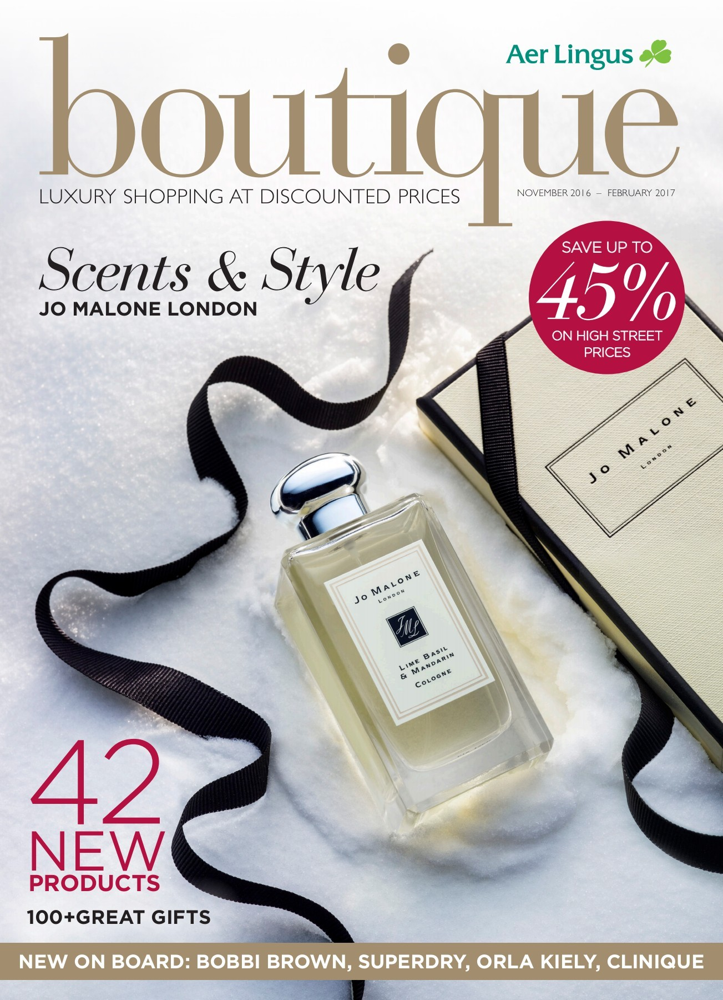 boutique
Aer Lingus
LUXURY SHOPPING AT DISCOUNTED PRICES
NOVEMBER 2016 – FEBRUARY 2017
Scents & Style
JO MALONE LONDON
SAVE UP TO
45%
ON HIGH STREET
PRICES
JO MALONE
LONDON
JO MALONE
LONDON
JML
LIME BASIL
& MANDARIN
COLOGNE
42
NEW
PRODUCTS
100+GREAT GIFTS
NEW ON BOARD: BOBBI BROWN, SUPERDRY, ORLA KIELY, CLINIQUE